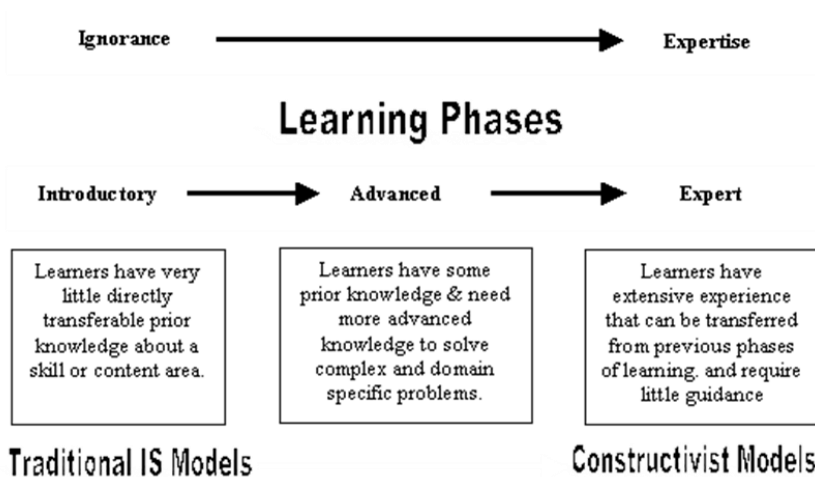 Ignorance Expertise
Learning Phases
Introductory Advanced Expert
Learners have very
little directly
transferable prior
knowledge about a
skill or content area.
Learners have some
prior knowledge & need
more advanced
knowledge to solve
complex and domain
specific problems.
Learners have
extensive experience
that can be transferred
from previous phases
of learning. and require
little guidance
Traditional IS Models
Constructivist Models